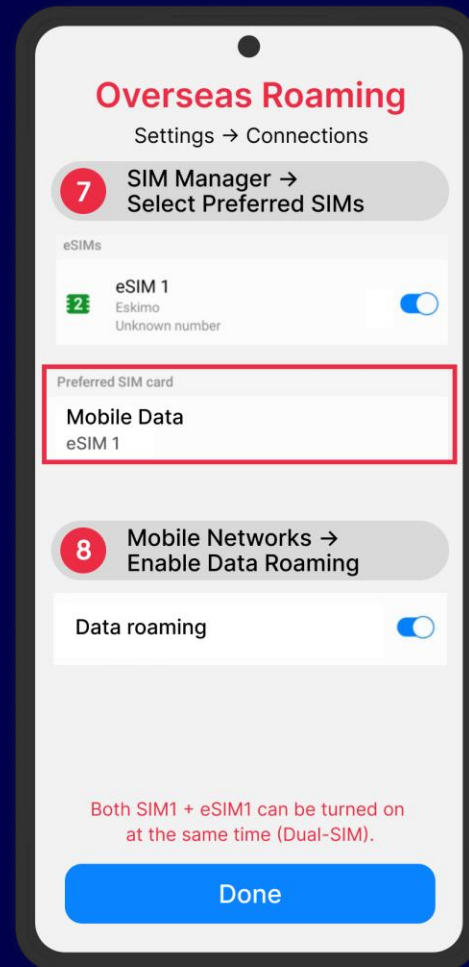 Overseas Roaming
Settings → Connections
7
SIM Manager →
Select Preferred SIMs
eSIMs
2
eSIM 1
Eskimo
Unknown number
Preferred SIM card
Mobile Data
eSIM 1
8
Mobile Networks →
Enable Data Roaming
Data roaming
Both SIM1 + eSIM1 can be turned on
at the same time (Dual-SIM).
Done